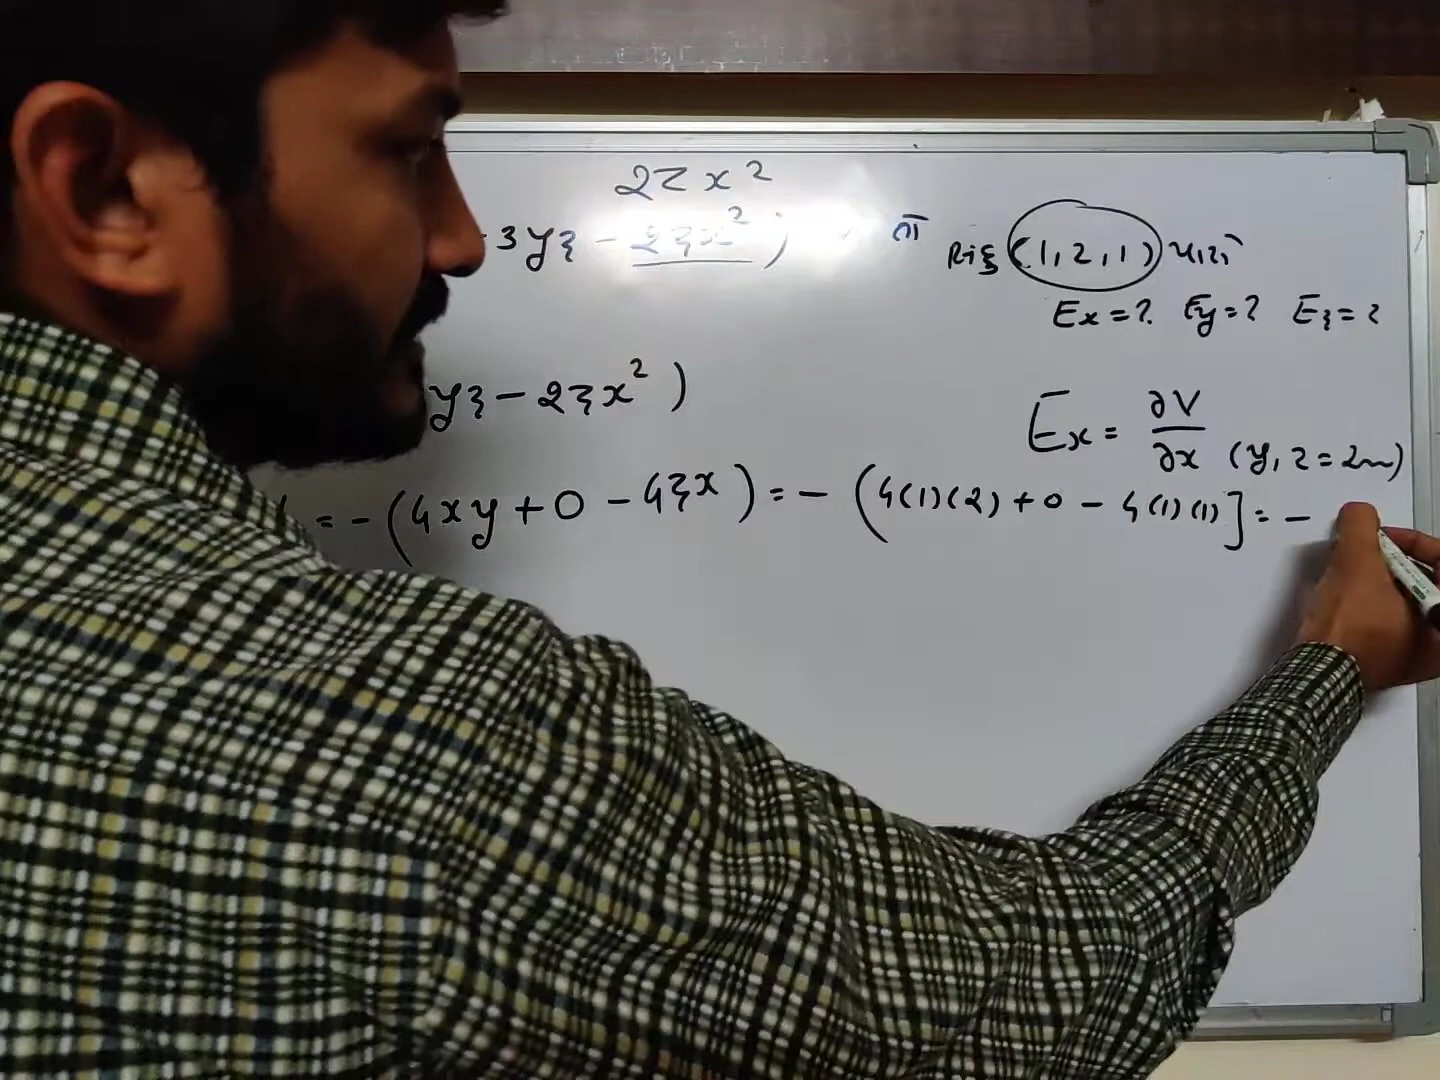 2zx²
3yz - 2zx²) तो बिंदु (1,2,1) पर
Ex=? Ey=? Ez=?
yz - 2zx²)
Ex = ∂V/∂x (y,z=2m)
= -(4xy+0-4zx) = -(4(1)(2)+0-4(1)(1)] = -